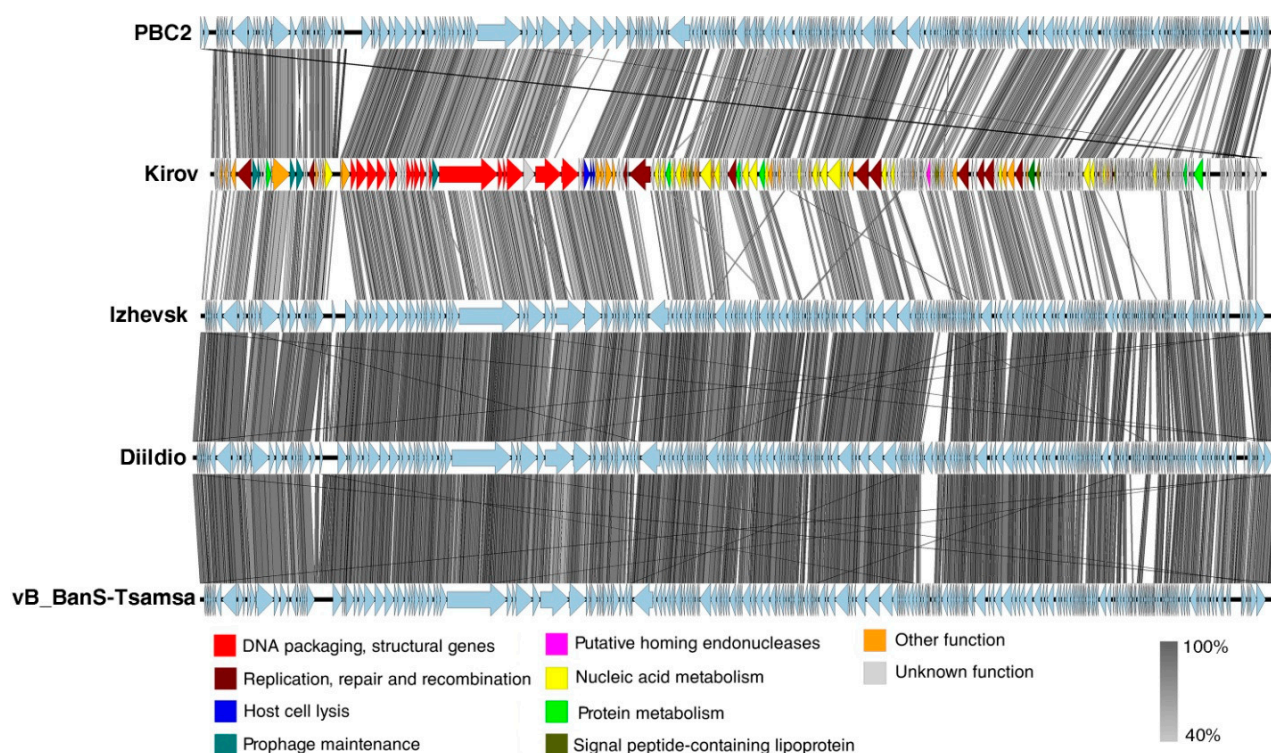 PBC2
Kirov
Izhevsk
Diildio
vB_BanS-Tsamsa
DNA packaging, structural genes
Replication, repair and recombination
Host cell lysis
Prophage maintenance
Putative homing endonucleases
Nucleic acid metabolism
Protein metabolism
Signal peptide-containing lipoprotein
Other function
Unknown function
100%
40%